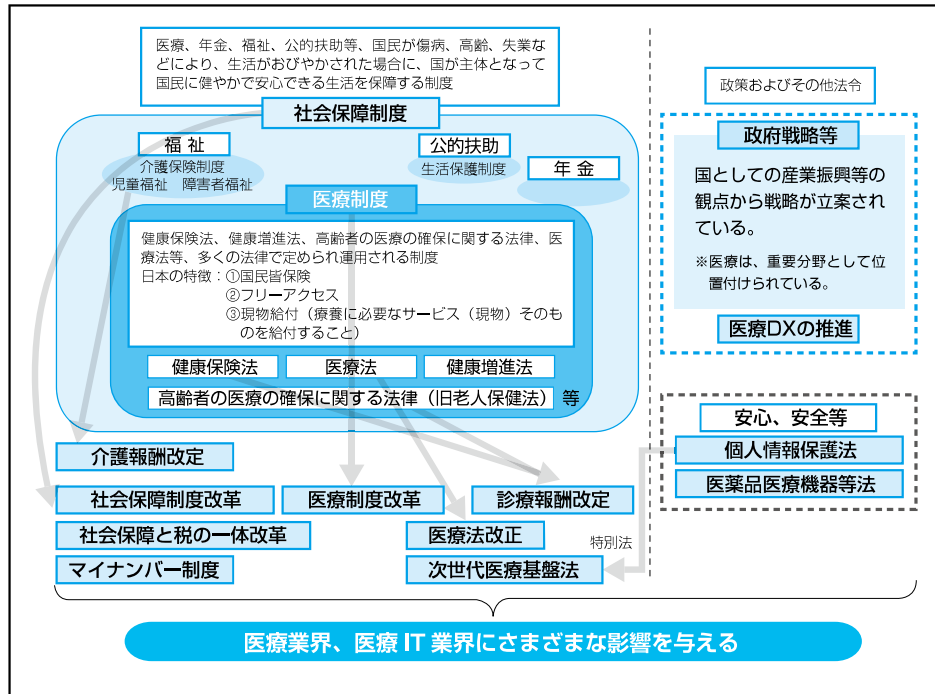 医療、年金、福祉、公的扶助等、国民が傷病、高齢、失業な
どにより、生活がおびやかされた場合に、国が主体となって
国民に健やかで安心できる生活を保障する制度
社会保障制度
福 祉
介護保険制度
児童福祉 障害者福祉
公的扶助
生活保護制度
年 金
医療制度
健康保険法、健康増進法、高齢者の医療の確保に関する法律、医
療法等、多くの法律で定められ運用される制度
日本の特徴：①国民皆保険
②フリーアクセス
③現物給付（療養に必要なサービス（現物）そのも
のを給付すること）
健康保険法
医療法
健康増進法
高齢者の医療の確保に関する法律（旧老人保健法） 等
介護報酬改定
社会保障制度改革
医療制度改革
診療報酬改定
社会保障と税の一体改革
医療法改正
マイナンバー制度
次世代医療基盤法
特別法
政策およびその他法令
政府戦略等
国としての産業振興等の
観点から戦略が立案され
ている。
※医療は、重要分野として位
置付けられている。
医療DXの推進
安心、安全等
個人情報保護法
医薬品医療機器等法
医療業界、医療 IT 業界にさまざまな影響を与える